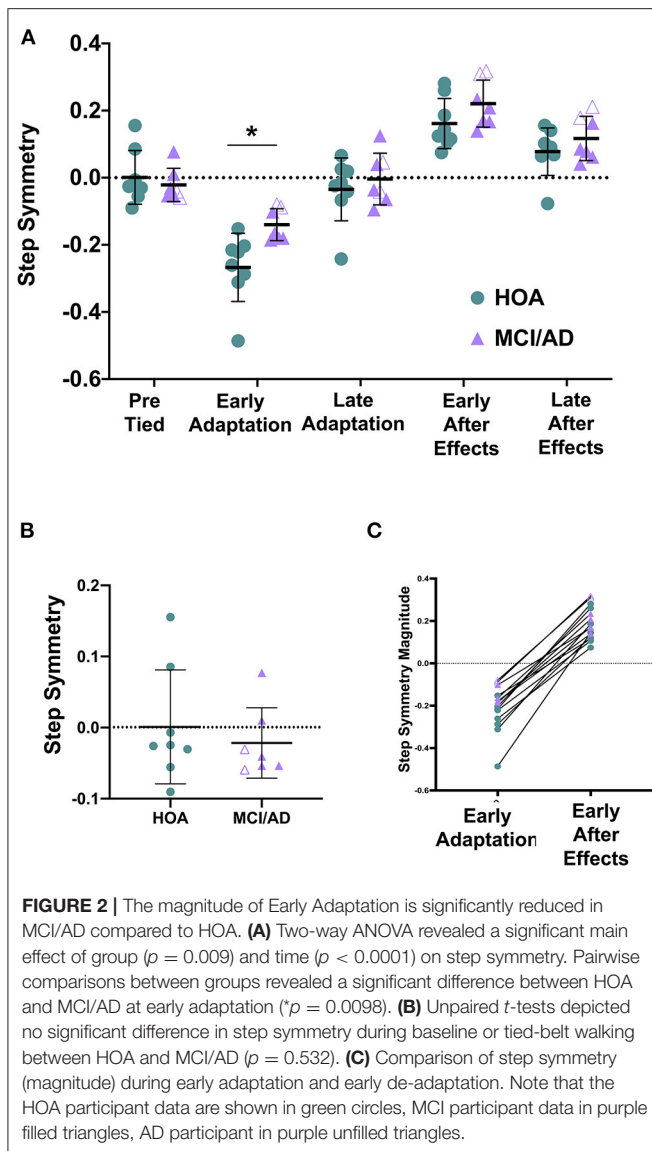 A
0.4
0.2
0.0
-0.2
-0.4
-0.6
Step Symmetry
*
HOA
MCI/AD
Pre
Tied
Early
Adaptation
Late
Adaptation
Early
After
Effects
Late
After
Effects
B
0.2
0.1
0.0
-0.1
Step Symmetry
HOA
MCI/AD
C
0.4
0.2
0.0
-0.2
-0.4
-0.6
Step Symmetry Magnitude
Early
Adaptation
Early
After
Effects
FIGURE 2 | The magnitude of Early Adaptation is significantly reduced in
MCI/AD compared to HOA. (A) Two-way ANOVA revealed a significant main
effect of group (p = 0.009) and time (p < 0.0001) on step symmetry. Pairwise
comparisons between groups revealed a significant difference between HOA
and MCI/AD at early adaptation (*p = 0.0098). (B) Unpaired t-tests depicted
no significant difference in step symmetry during baseline or tied-belt walking
between HOA and MCI/AD (p = 0.532). (C) Comparison of step symmetry
(magnitude) during early adaptation and early de-adaptation. Note that the
HOA participant data are shown in green circles, MCI participant data in purple
filled triangles, AD participant in purple unfilled triangles.